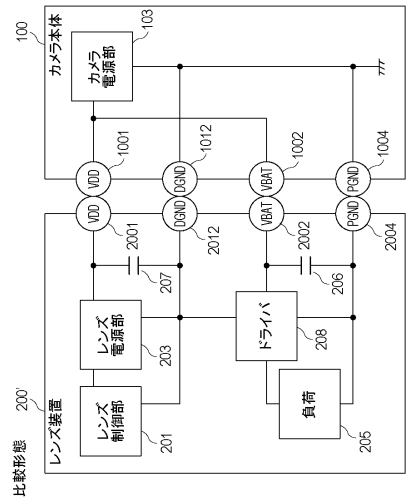 比較形態
200'
レンズ装置
レンズ
制御部
201
レンズ
電源部
203
207
負荷
205
ドライバ
208
206
VDD
2001
DGND
2012
VBAT
2002
PGND
2004
VDD
1001
DGND
1012
VBAT
1002
PGND
1004
100
カメラ本体
カメラ
電源部
103